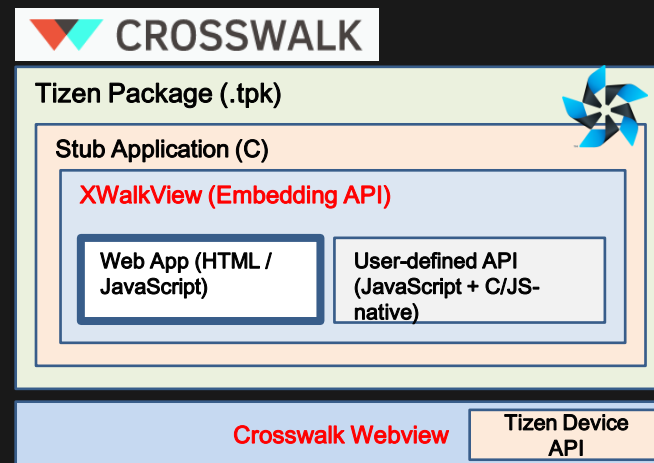 CROSSWALK
Tizen Package (.tpk)
Stub Application (C)
XWalkView (Embedding API)
Web App (HTML /
JavaScript)
User-defined API
(JavaScript + C/JS-
native)
Crosswalk Webview
Tizen Device
API